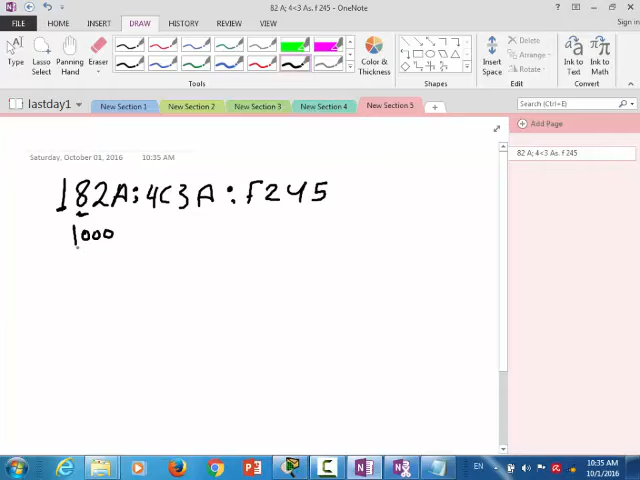 82 A; 4<3 As. f 245 - OneNote
FILE HOME INSERT DRAW HISTORY REVIEW VIEW Sign in
Type Lasso Select Panning Hand Eraser Color & Thickness Insert Space Delete Arrange Rotate Ink to Text Ink to Math
Tools Shapes Edit Convert
lastday1 New Section 1 New Section 2 New Section 3 New Section 4 New Section 5 + Search (Ctrl+E)
Add Page
82 A; 4<3 As. f 245
Saturday, October 01, 2016 10:35 AM
182A:4C3A:F245
1000
EN 10:35 AM
10/1/2016